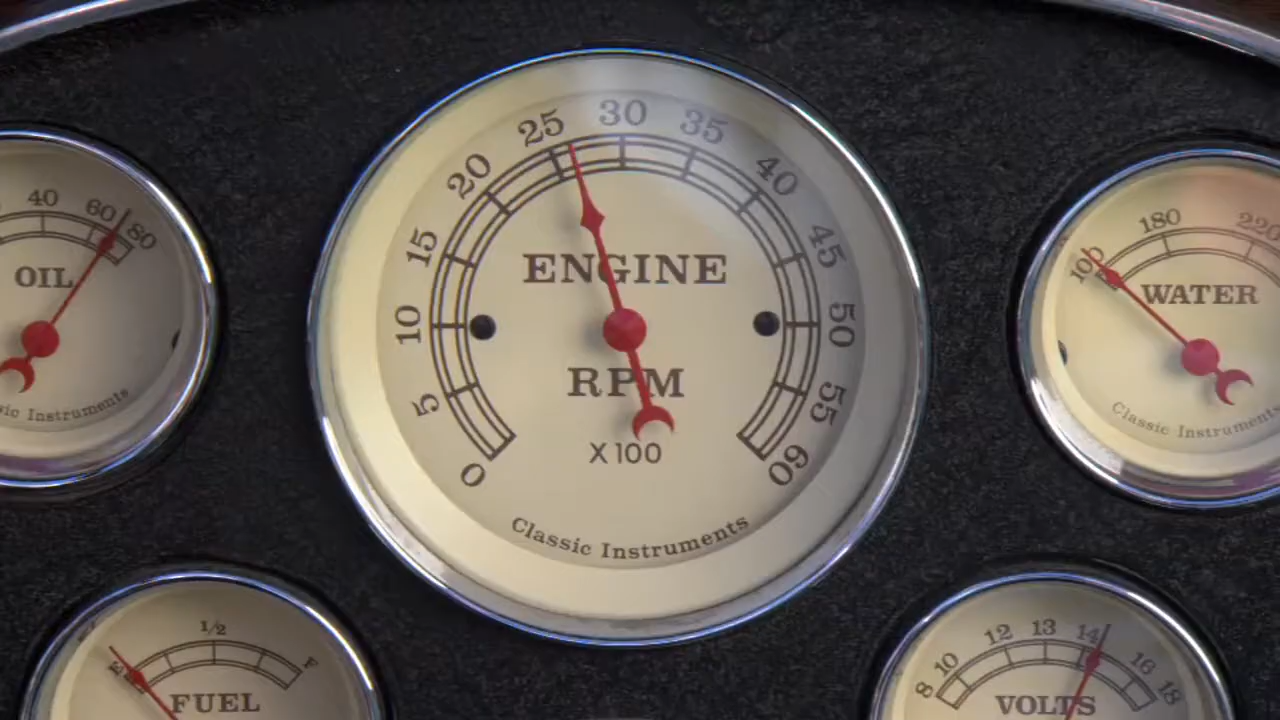 0 5 10 15 20 25 30 35 40 45 50 55 60
ENGINE
RPM
X100
Classic Instruments
40 60 80
OIL
sic Instruments
100 180 220
WATER
Classic Instruments
E 1/2 F
FUEL
8 10 12 13 14 16 18
VOLTS